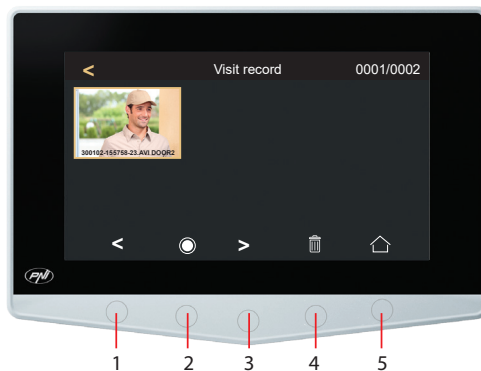 < Visit record 0001/0002
300102-155758-23.AVI DOOR2
< >
PNI
1 2 3 4 5